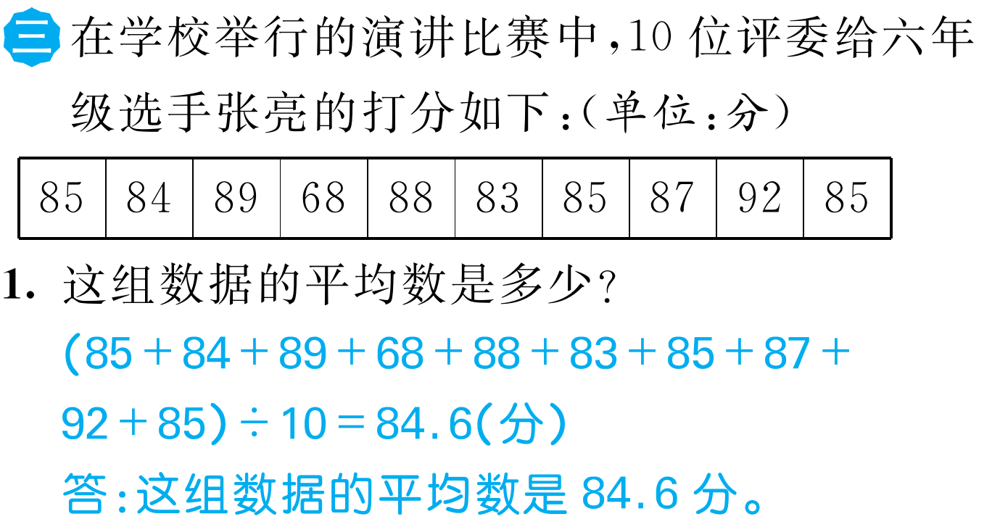 三 在学校举行的演讲比赛中,10 位评委给六年
级选手张亮的打分如下:(单位:分)
85 84 89 68 88 83 85 87 92 85
1. 这组数据的平均数是多少?
(85+84+89+68+88+83+85+87+
92+85)÷10=84.6(分)
答:这组数据的平均数是 84.6 分。